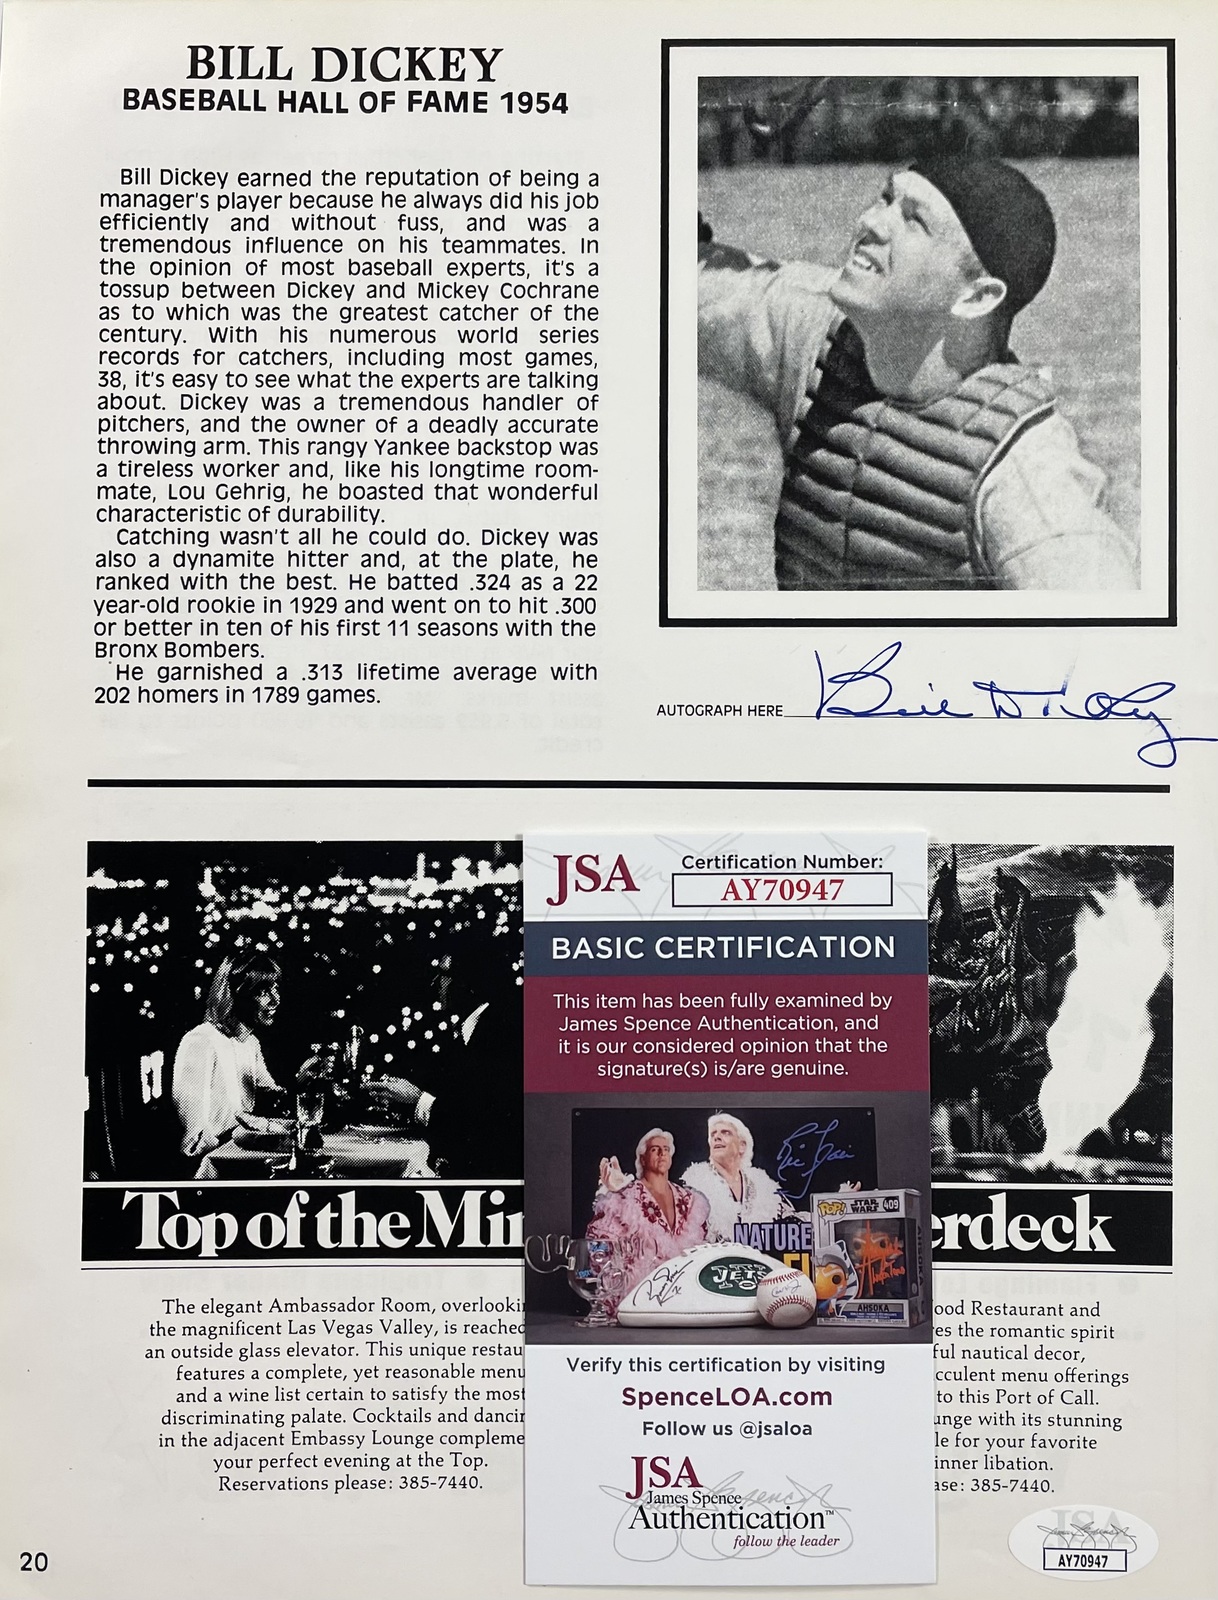 BILL DICKEY
BASEBALL HALL OF FAME 1954
Bill Dickey earned the reputation of being a
manager's player because he always did his job
efficiently and without fuss, and was a
tremendous influence on his teammates. In
the opinion of most baseball experts, it's a
tossup between Dickey and Mickey Cochrane
as to which was the greatest catcher of the
century. With his numerous world series
records for catchers, including most games,
38, it's easy to see what the experts are talking
about. Dickey was a tremendous handler of
pitchers, and the owner of a deadly accurate
throwing arm. This rangy Yankee backstop was
a tireless worker and, like his longtime room-
mate, Lou Gehrig, he boasted that wonderful
characteristic of durability.
Catching wasn't all he could do. Dickey was
also a dynamite hitter and, at the plate, he
ranked with the best. He batted .324 as a 22
year-old rookie in 1929 and went on to hit .300
or better in ten of his first 11 seasons with the
Bronx Bombers.
He garnished a .313 lifetime average with
202 homers in 1789 games.
AUTOGRAPH HERE Bill Dickey
JSA
Certification Number:
AY70947
BASIC CERTIFICATION
This item has been fully examined by
James Spence Authentication, and
it is our considered opinion that the
signature(s) is/are genuine.
Ric Flair
NATURE
JETS
POP!
STAR WARS
409
AHSOKA
Verify this certification by visiting
SpenceLOA.com
Follow us @jsaloa
JSA
James Spence
Authentication™
follow the leader
Top of the Min
The elegant Ambassador Room, overlooki
the magnificent Las Vegas Valley, is reached
an outside glass elevator. This unique restau
features a complete, yet reasonable menu
and a wine list certain to satisfy the most
discriminating palate. Cocktails and dancin
in the adjacent Embassy Lounge compleme
your perfect evening at the Top.
Reservations please: 385-7440.
erdeck
ood Restaurant and
es the romantic spirit
ful nautical decor,
cculent menu offerings
to this Port of Call.
unge with its stunning
le for your favorite
inner libation.
ase: 385-7440.
JSA
AY70947
20